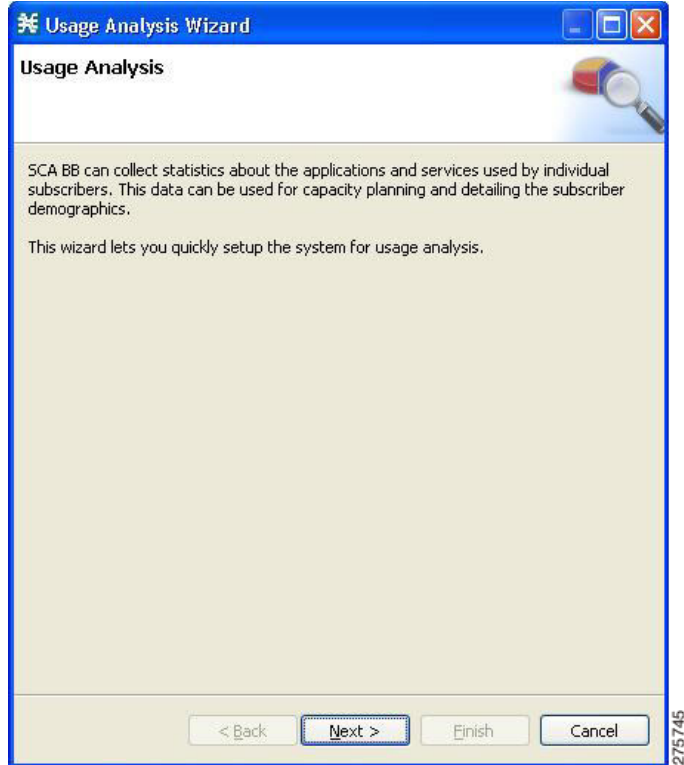 Usage Analysis Wizard
Usage Analysis
SCA BB can collect statistics about the applications and services used by individual
subscribers. This data can be used for capacity planning and detailing the subscriber
demographics.
This wizard lets you quickly setup the system for usage analysis.
< Back Next > Finish Cancel
275745